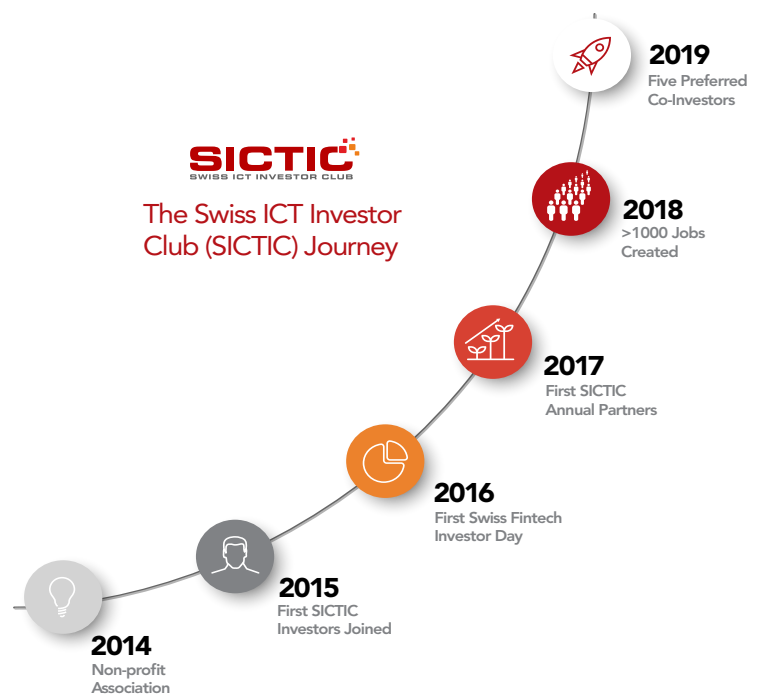 SICTIC
SWISS ICT INVESTOR CLUB
The Swiss ICT Investor
Club (SICTIC) Journey
2019
Five Preferred
Co-Investors
2018
>1000 Jobs
Created
2017
First SICTIC
Annual Partners
2016
First Swiss Fintech
Investor Day
2015
First SICTIC
Investors Joined
2014
Non-profit
Association